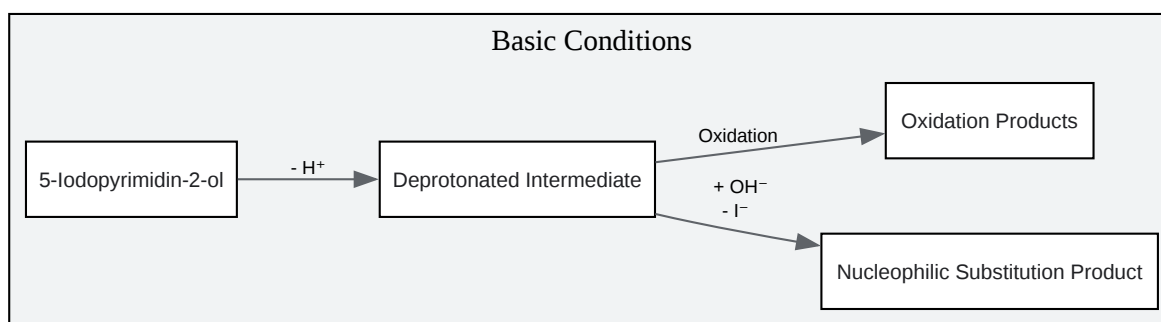 Basic Conditions
5-Iodopyrimidin-2-ol
- H⁺
Deprotonated Intermediate
Oxidation
Oxidation Products
+ OH⁻
- I⁻
Nucleophilic Substitution Product